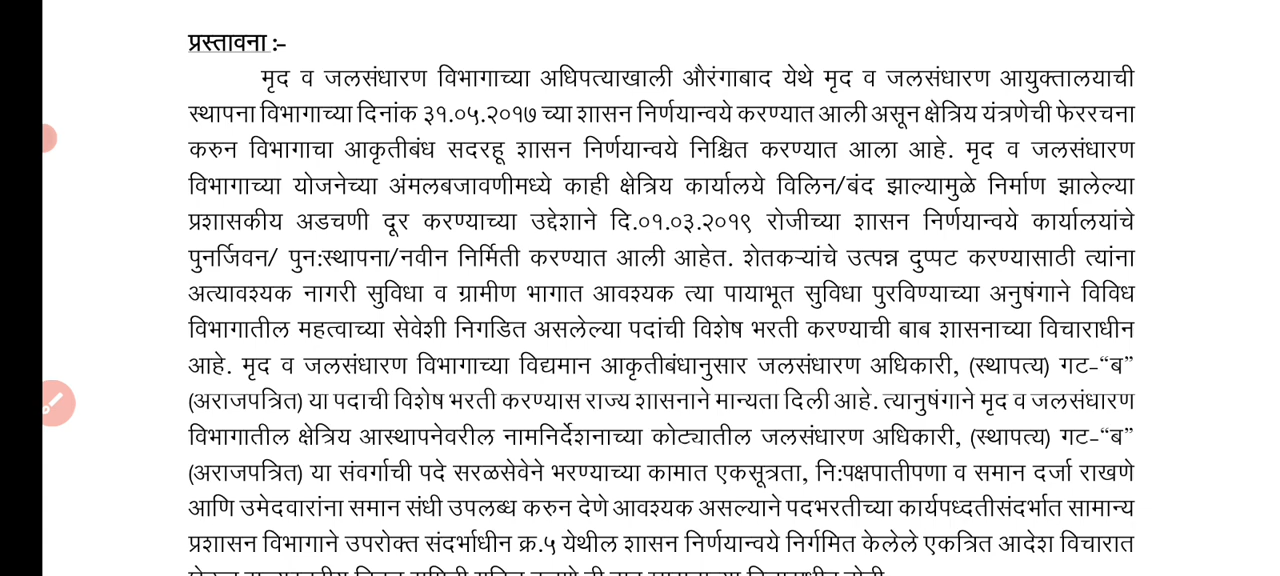 प्रस्तावना :-
मृद व जलसंधारण विभागाच्या अधिपत्याखाली औरंगाबाद येथे मृद व जलसंधारण आयुक्तालयाची
स्थापना विभागाच्या दिनांक ३१.०५.२०१७ च्या शासन निर्णयान्वये करण्यात आली असून क्षेत्रिय यंत्रणेची फेररचना
करुन विभागाचा आकृतीबंध सदरहू शासन निर्णयान्वये निश्चित करण्यात आला आहे. मृद व जलसंधारण
विभागाच्या योजनेच्या अंमलबजावणीमध्ये काही क्षेत्रिय कार्यालये विलिन/बंद झाल्यामुळे निर्माण झालेल्या
प्रशासकीय अडचणी दूर करण्याच्या उद्देशाने दि.०१.०३.२०१९ रोजीच्या शासन निर्णयान्वये कार्यालयांचे
पुनर्जिवन/ पुन:स्थापना/नवीन निर्मिती करण्यात आली आहेत. शेतकऱ्यांचे उत्पन्न दुप्पट करण्यासाठी त्यांना
अत्यावश्यक नागरी सुविधा व ग्रामीण भागात आवश्यक त्या पायाभूत सुविधा पुरविण्याच्या अनुषंगाने विविध
विभागातील महत्वाच्या सेवेशी निगडित असलेल्या पदांची विशेष भरती करण्याची बाब शासनाच्या विचाराधीन
आहे. मृद व जलसंधारण विभागाच्या विद्यमान आकृतीबंधानुसार जलसंधारण अधिकारी, (स्थापत्य) गट-“ब”
(अराजपत्रित) या पदाची विशेष भरती करण्यास राज्य शासनाने मान्यता दिली आहे. त्यानुषंगाने मृद व जलसंधारण
विभागातील क्षेत्रिय आस्थापनेवरील नामनिर्देशनाच्या कोट्यातील जलसंधारण अधिकारी, (स्थापत्य) गट-“ब”
(अराजपत्रित) या संवर्गाची पदे सरळसेवेने भरण्याच्या कामात एकसूत्रता, नि:पक्षपातीपणा व समान दर्जा राखणे
आणि उमेदवारांना समान संधी उपलब्ध करुन देणे आवश्यक असल्याने पदभरतीच्या कार्यपध्दतीसंदर्भात सामान्य
प्रशासन विभागाने उपरोक्त संदर्भाधीन क्र.५ येथील शासन निर्णयान्वये निर्गमित केलेले एकत्रित आदेश विचारात